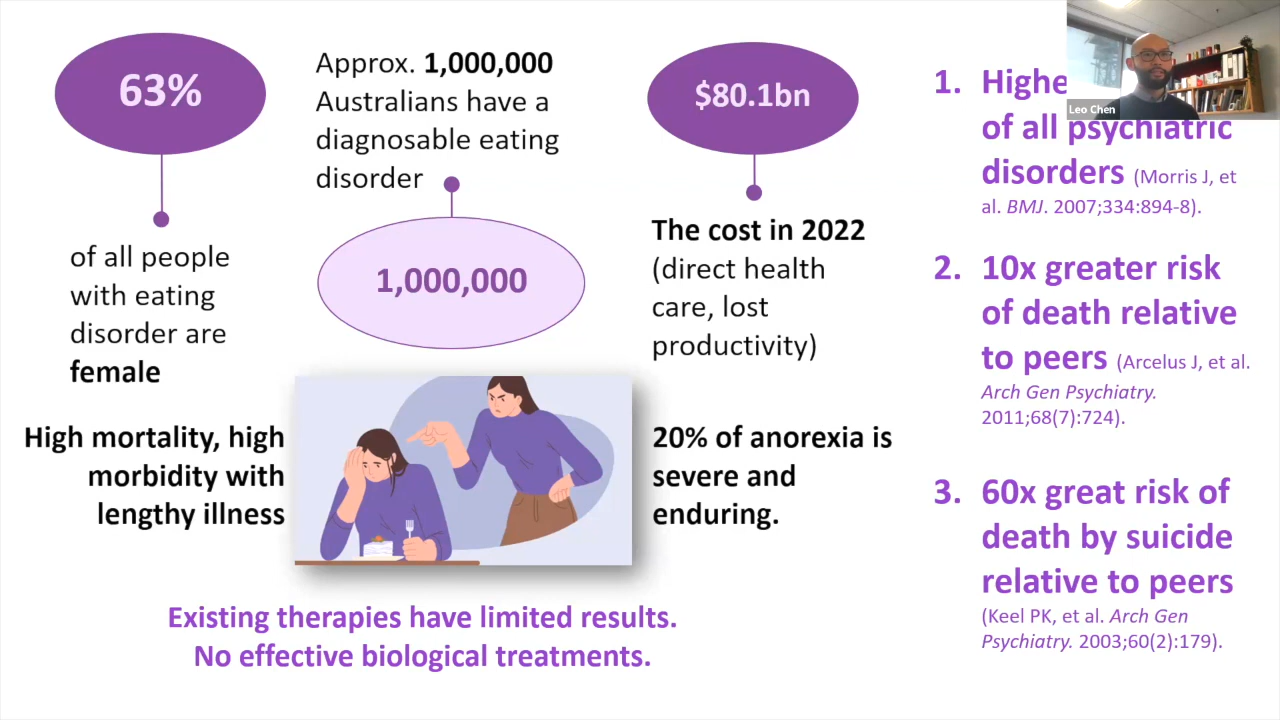 63%
of all people
with eating
disorder are
female
Approx. 1,000,000
Australians have a
diagnosable eating
disorder
1,000,000
$80.1bn
The cost in 2022
(direct health
care, lost
productivity)
High mortality, high
morbidity with
lengthy illness
20% of anorexia is
severe and
enduring.
Existing therapies have limited results.
No effective biological treatments.
1.
of all psychiatric
disorders (Morris J, et
al. BMJ. 2007;334:894-8).
2. 10x greater risk
of death relative
to peers (Arcelus J, et al.
Arch Gen Psychiatry.
2011;68(7):724).
3. 60x great risk of
death by suicide
relative to peers
(Keel PK, et al. Arch Gen
Psychiatry. 2003;60(2):179).
Leo Chen